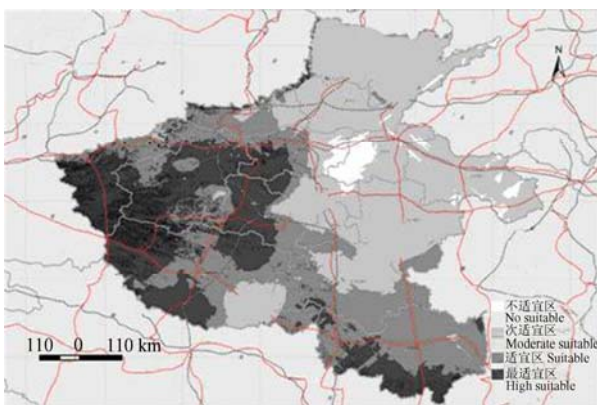 N
不适宜区
No suitable
次适宜区
Moderate suitable
适宜区 Suitable
最适宜区
High suitable
110 0 110 km